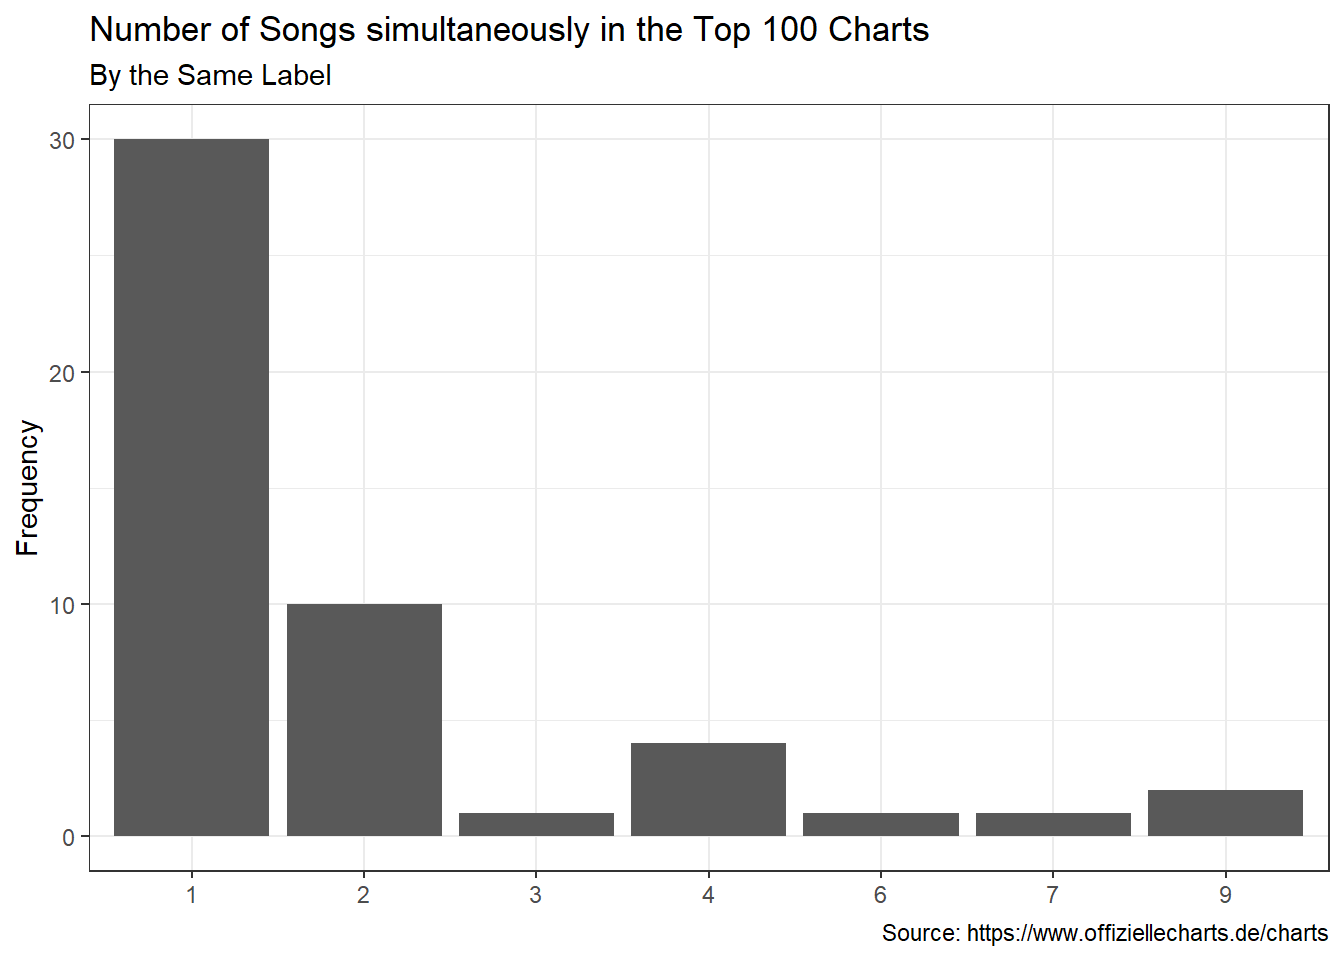 Number of Songs simultaneously in the Top 100 Charts
By the Same Label
30
20
10
0
Frequency
1 2 3 4 6 7 9
Source: https://www.offiziellecharts.de/charts